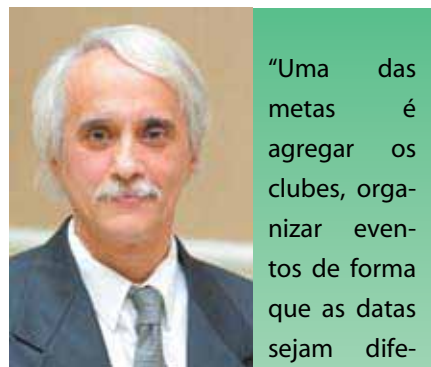 “Uma das
metas é
agregar os
clubes, orga-
nizar even-
tos de forma
que as datas
sejam dife-